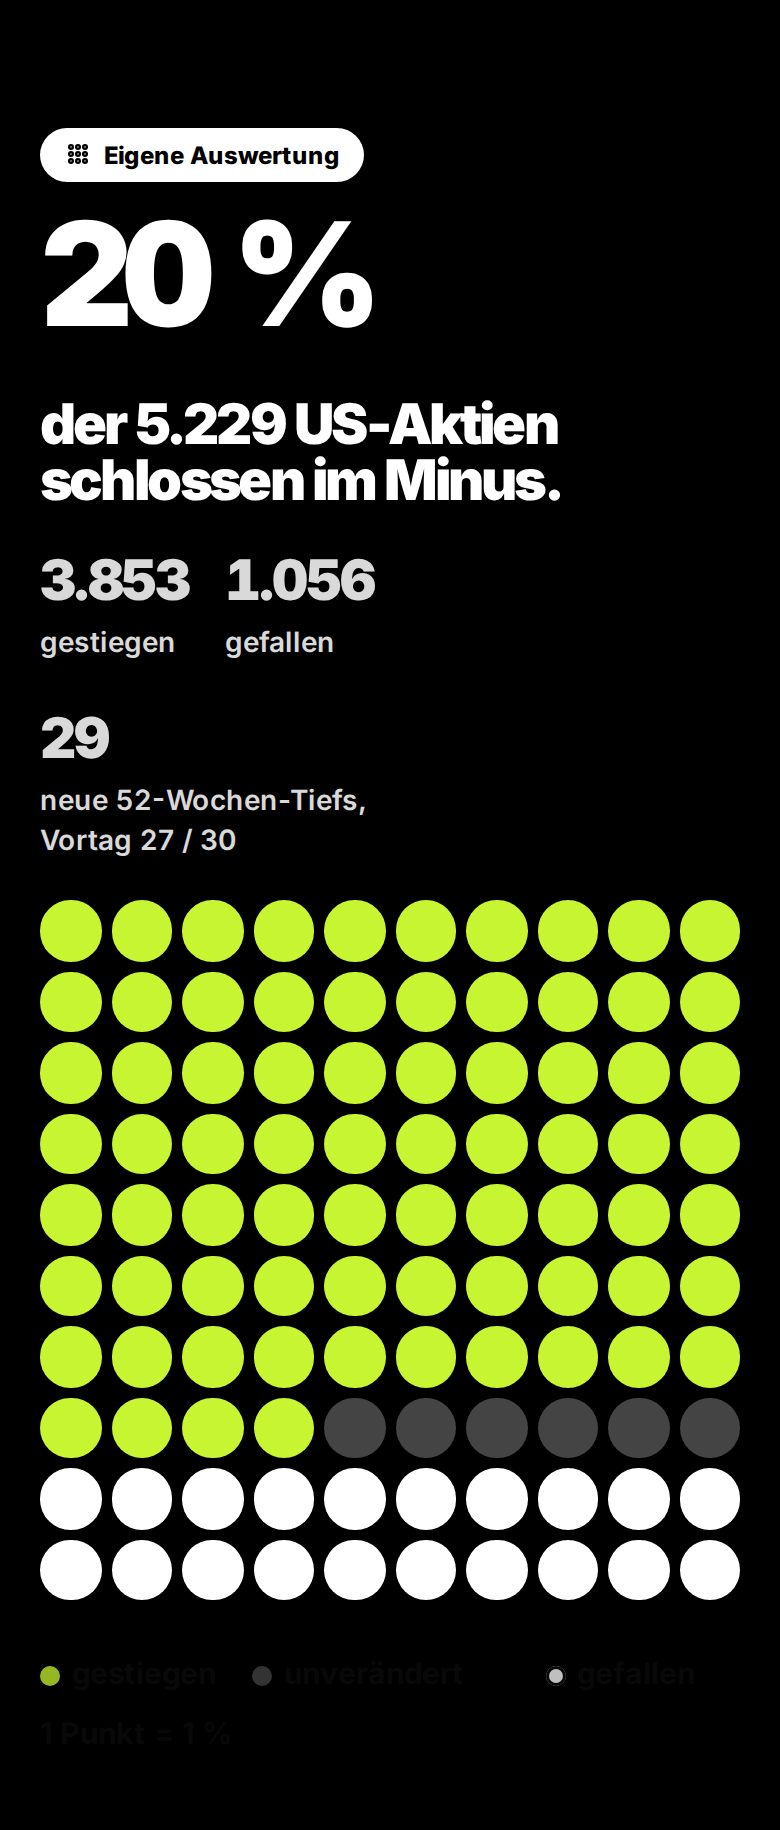 Eigene Auswertung
20 %
der 5.229 US-Aktien
schlossen im Minus.
3.853 1.056
gestiegen gefallen
29
neue 52-Wochen-Tiefs,
Vortag 27 / 30
gestiegen unverändert gefallen
1 Punkt = 1 %